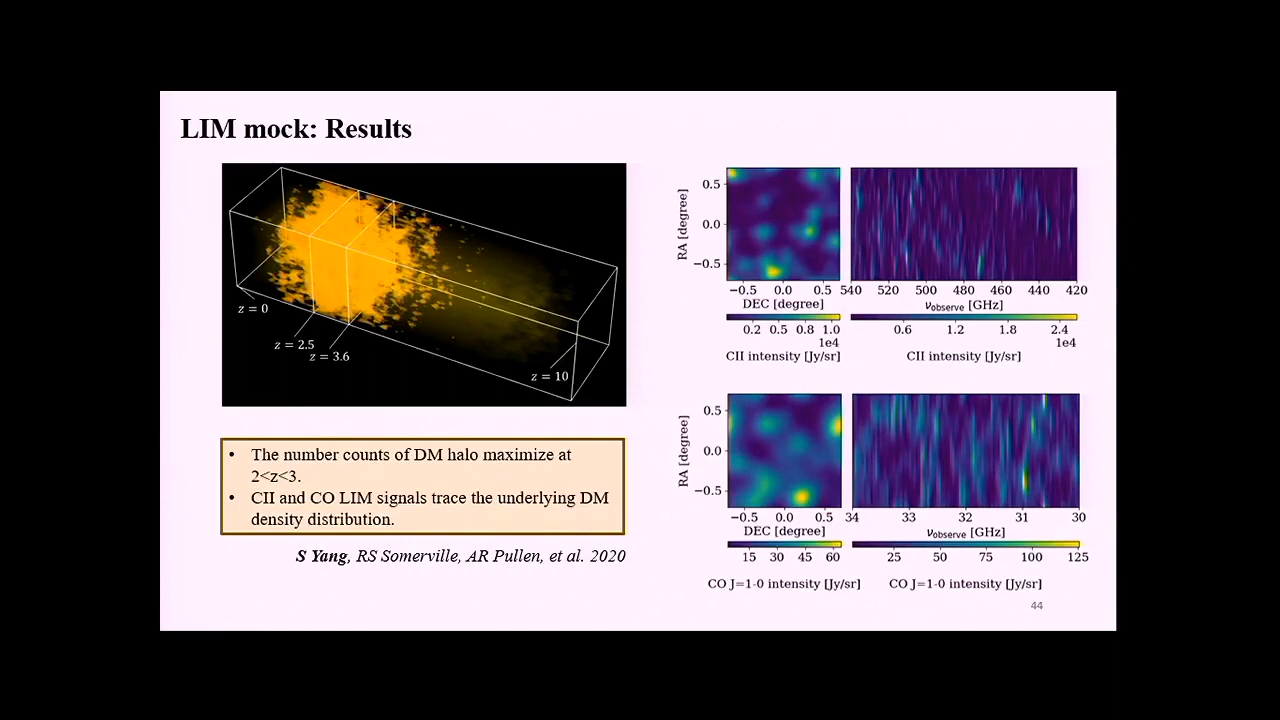 LIM mock: Results
z = 0
z = 2.5
z = 3.6
z = 10
• The number counts of DM halo maximize at
2<z<3.
• CII and CO LIM signals trace the underlying DM
density distribution.
S Yang, RS Somerville, AR Pullen, et al. 2020
RA [degree]
0.5
0.0
−0.5
−0.5 0.0 0.5
DEC [degree]
540 520 500 480 460 440 420
νobserve [GHz]
0.2 0.5 0.8 1.0
1e4
CII intensity [Jy/sr]
0.6 1.2 1.8 2.4
1e4
CII intensity [Jy/sr]
RA [degree]
0.5
0.0
−0.5
−0.5 0.0 0.5
DEC [degree]
34 33 32 31 30
νobserve [GHz]
15 30 45 60
CO J=1-0 intensity [Jy/sr]
25 50 75 100 125
CO J=1-0 intensity [Jy/sr]
44